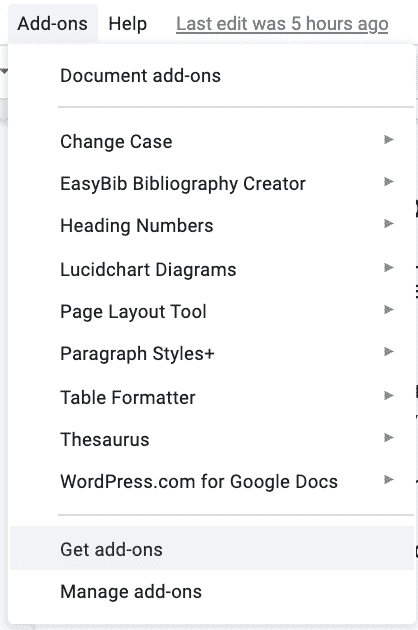 Add-ons Help Last edit was 5 hours ago
Document add-ons
Change Case
EasyBib Bibliography Creator
Heading Numbers
Lucidchart Diagrams
Page Layout Tool
Paragraph Styles+
Table Formatter
Thesaurus
WordPress.com for Google Docs
Get add-ons
Manage add-ons